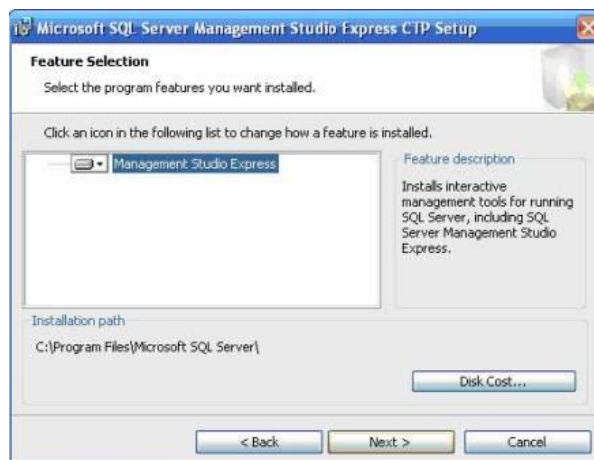 Microsoft SQL Server Management Studio Express CTP Setup
Feature Selection
Select the program features you want installed.
Click an icon in the following list to change how a feature is installed.
Management Studio Express
Feature description
Installs interactive
management tools for running
SQL Server, including SQL
Server Management Studio
Express.
Installation path
C:\Program Files\Microsoft SQL Server\
Disk Cost...
< Back
Next >
Cancel